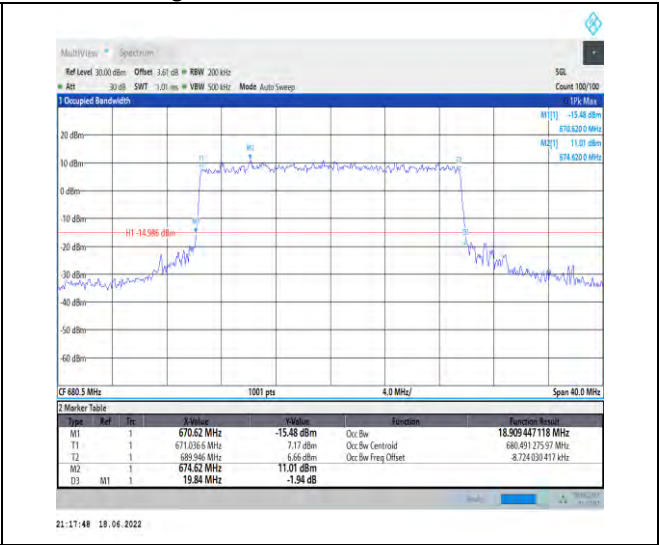 MultiView Spectrum
Ref Level 30.00 dBm Offset 3.61 dB RBW 200 kHz SGL
Att 30 dB SWT 1.01 ms VBW 500 kHz Mode Auto Sweep Count 100/100
1 Occupied Bandwidth 1Pk Max
M1[1] -15.48 dBm
670.620 0 MHz
M2[1] 11.01 dBm
674.620 0 MHz
20 dBm
M2
T1 T2
10 dBm
0 dBm
-10 dBm
M1
H1 -14.986 dBm
-20 dBm
-30 dBm
-40 dBm
-50 dBm
-60 dBm
CF 680.5 MHz 1001 pts 4.0 MHz/ Span 40.0 MHz
2 Marker Table
Type Ref Trc X-Value Y-Value Function Function Result
M1 1 670.62 MHz -15.48 dBm Occ Bw 18.909 447 118 MHz
T1 1 671.036 6 MHz 7.17 dBm Occ Bw Centroid 680.491 275 97 MHz
T2 1 689.946 MHz 6.66 dBm Occ Bw Freq Offset -8.724 030 417 kHz
M2 1 674.62 MHz 11.01 dBm
D3 M1 1 19.84 MHz -1.94 dB
21:17:48 18.06.2022